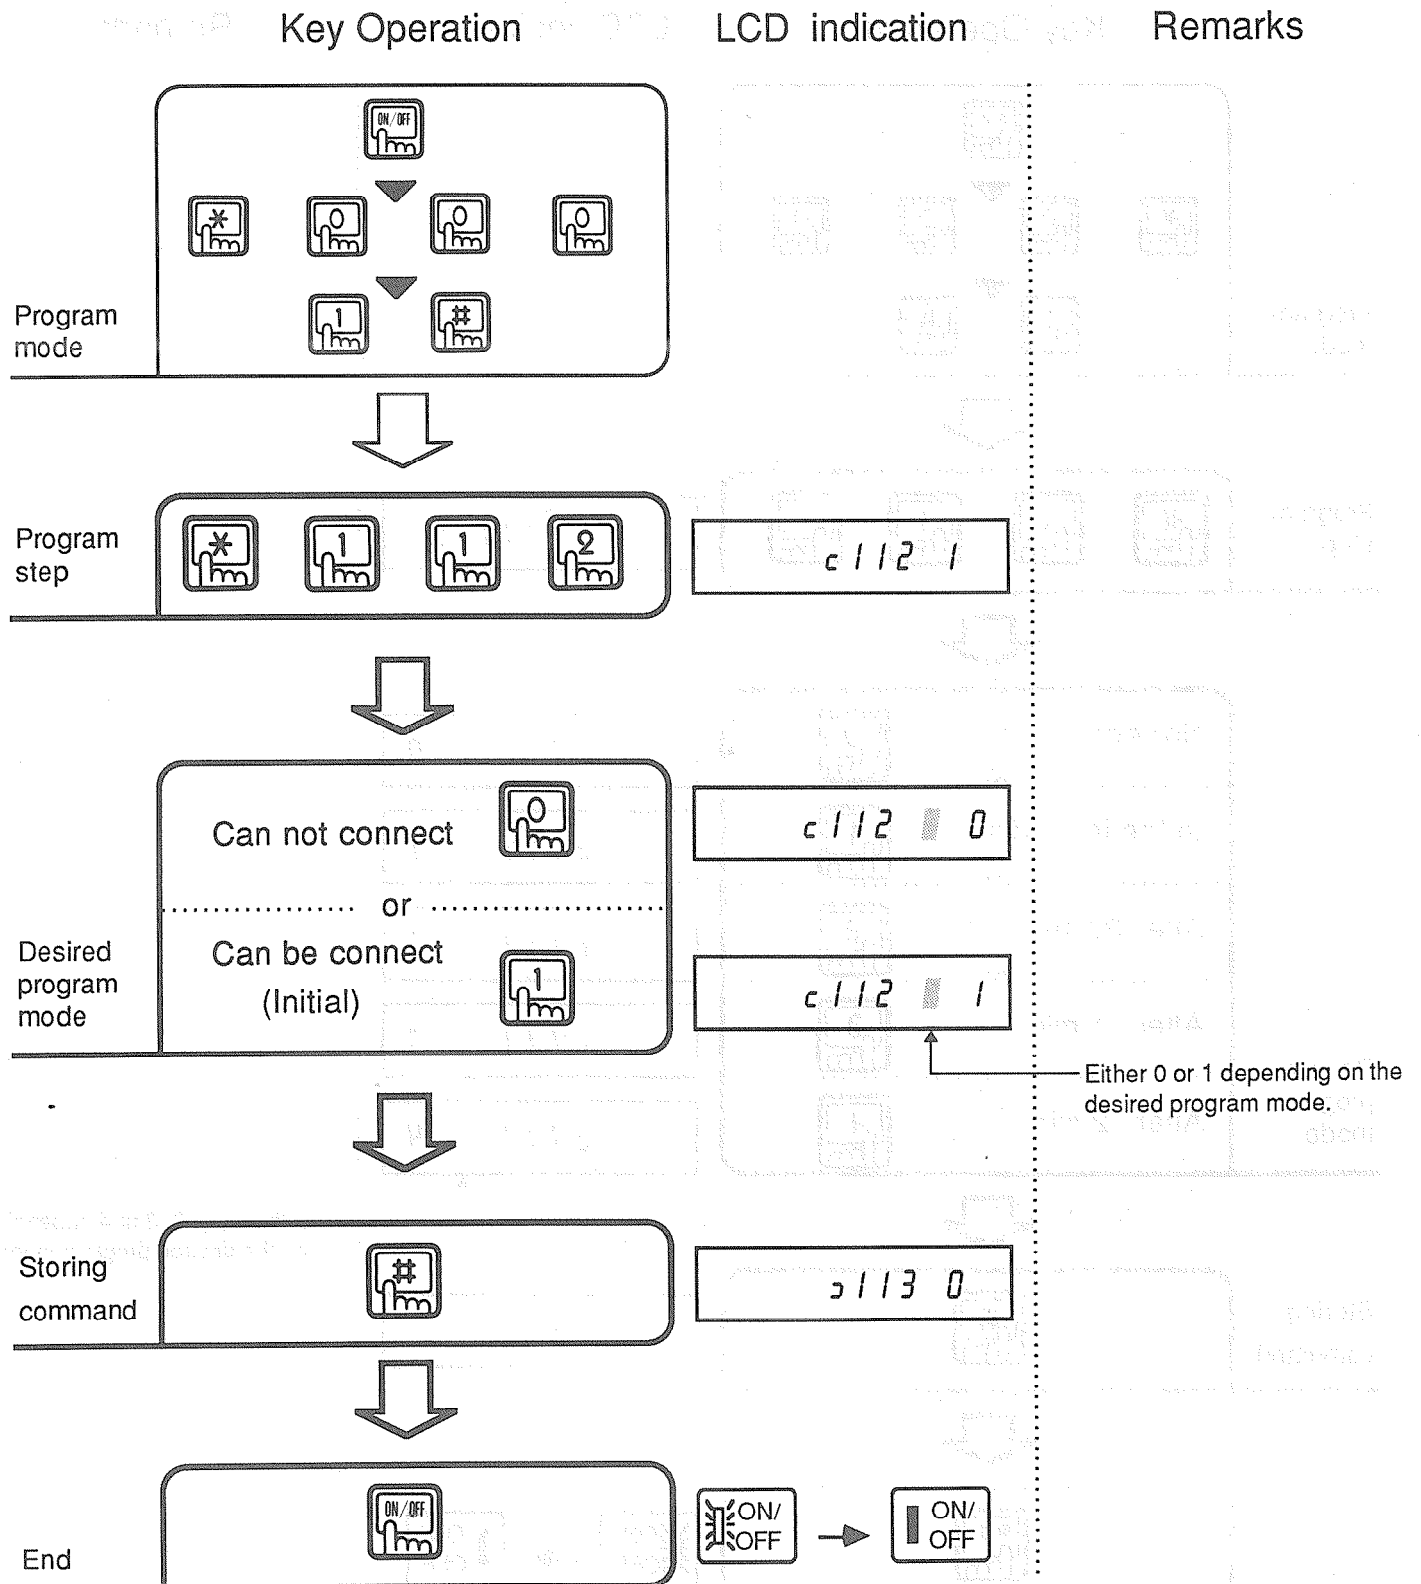 Key Operation LCD indication Remarks
ON/OFF
* 0 0 0
1 #
Program
mode
* 1 1 2
Program
step
c112 1
0
Can not connect
c112 0
or
Can be connect
(Initial)
1
c112 1
Desired
program
mode
Either 0 or 1 depending on the
desired program mode.
#
Storing
command
ɔ113 0
ON/OFF
End
ON/
OFF
ON/
OFF